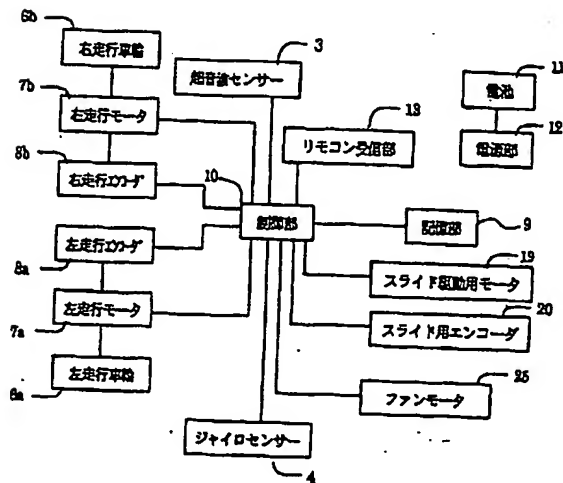 6b
右走行車輪
7b
右走行モータ
8b
右走行エンコーダ
3
超音波センサー
11
電池
12
電源部
13
リモコン受信部
10
制御部
9
記憶部
左走行エンコーダ
8a
左走行モータ
7a
左走行車輪
6a
19
スライド駆動用モータ
20
スライド用エンコーダ
25
ファンモータ
ジャイロセンサー
4